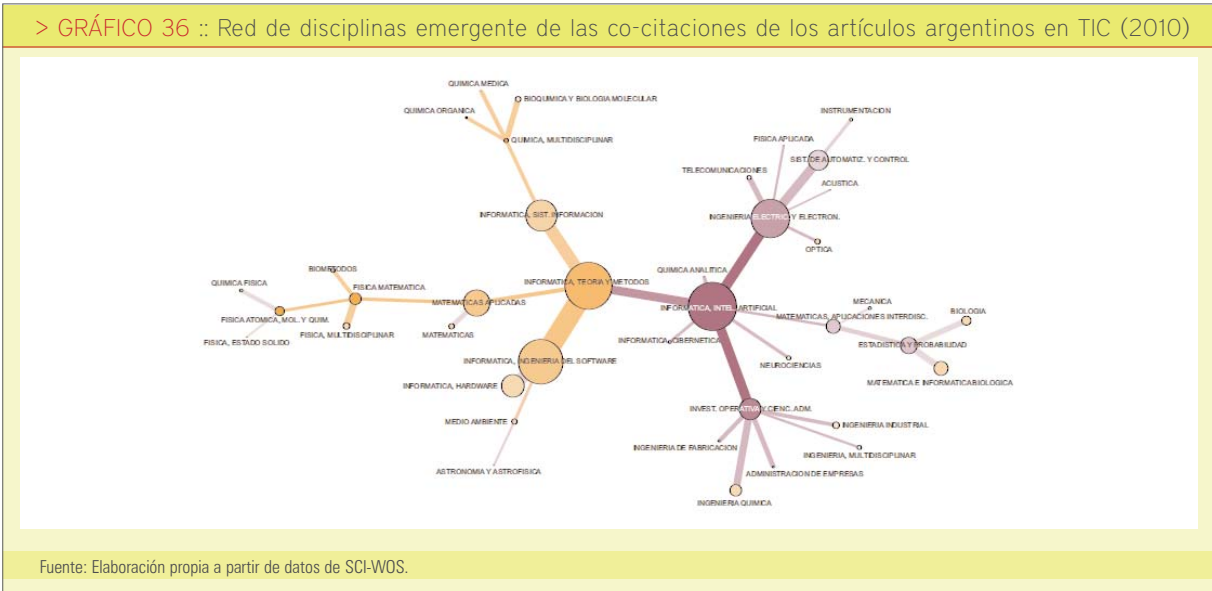 > GRÁFICO 36 :: Red de disciplinas emergente de las co-citaciones de los artículos argentinos en TIC (2010)
QUIMICA MEDICA
BIOQUIMICA Y BIOLOGIA MOLECULAR
QUIMICA ORGANICA
QUIMICA, MULTIDISCIPLINAR
INFORMATICA, SIST. INFORMACION
INSTRUMENTACION
FISICA APLICADA
SIST. DE AUTOMATIZ. Y CONTROL
TELECOMUNICACIONES
ACUSTICA
INGENIERIA ELECTRIC. Y ELECTRON.
OPTICA
BIOMETODOS
QUIMICA FISICA
FISICA MATEMATICA
FISICA ATOMICA, MOL. Y QUIM.
FISICA, MULTIDISCIPLINAR
FISICA, ESTADO SOLIDO
MATEMATICAS APLICADAS
MATEMATICAS
INFORMATICA, TEORIA Y METODOS
QUIMICA ANALITICA
INFORMATICA, INTEL. ARTIFICIAL
MECANICA
MATEMATICAS, APLICACIONES INTERDISC.
BIOLOGIA
INFORMATICA, CIBERNETICA
ESTADISTICA Y PROBABILIDAD
NEUROCIENCIAS
MATEMATICA E INFORMATICA BIOLOGICA
INFORMATICA, INGENIERIA DEL SOFTWARE
INFORMATICA, HARDWARE
MEDIO AMBIENTE
ASTRONOMIA Y ASTROFISICA
INVEST. OPERATIVA Y CIENC. ADM.
INGENIERIA INDUSTRIAL
INGENIERIA DE FABRICACION
INGENIERIA, MULTIDISCIPLINAR
ADMINISTRACION DE EMPRESAS
INGENIERIA QUIMICA
Fuente: Elaboración propia a partir de datos de SCI-WOS.